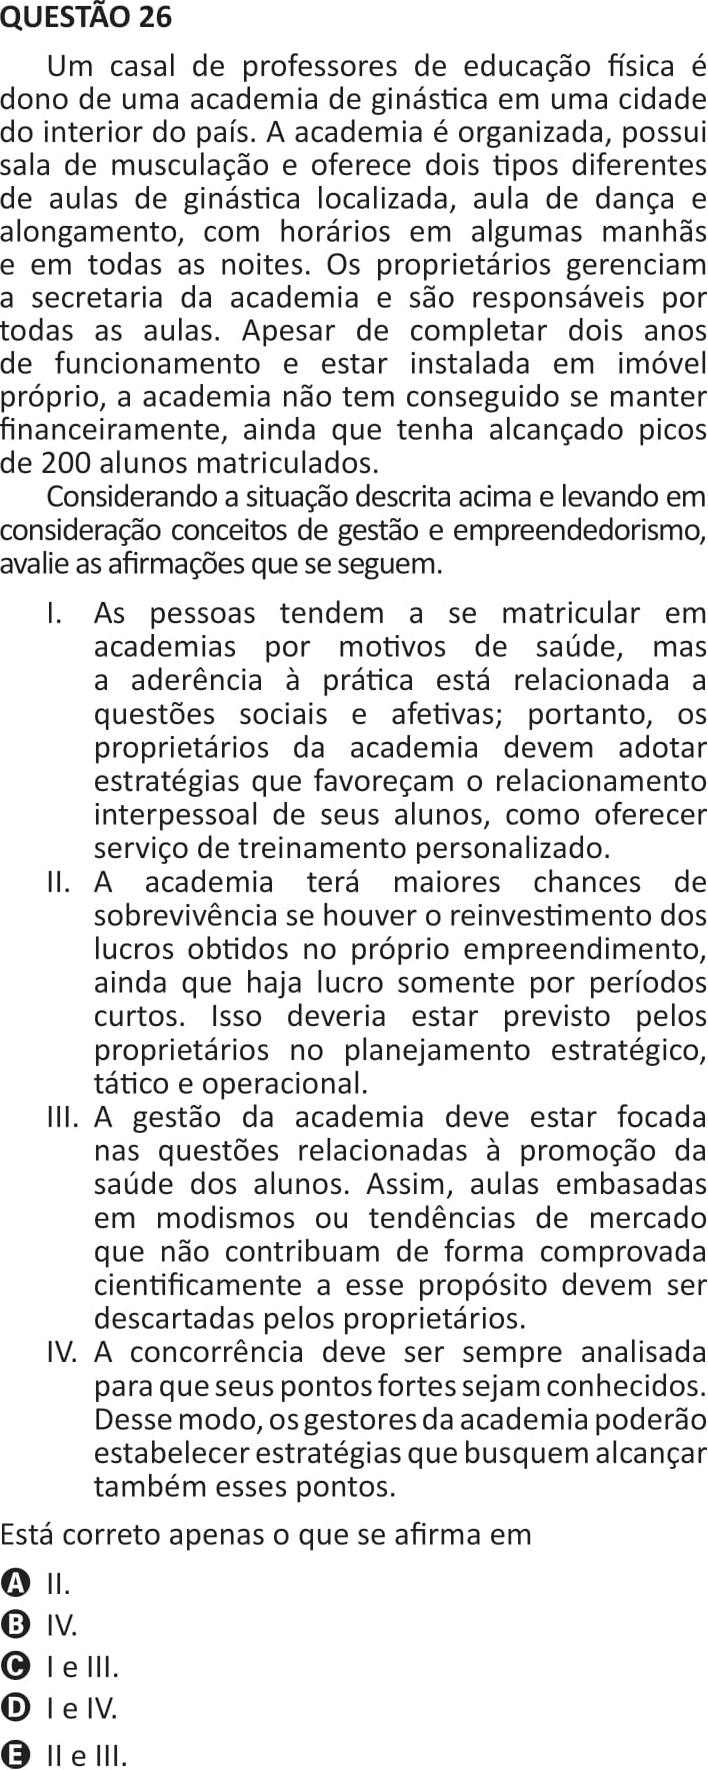 QUESTÃO 26
Um casal de professores de educação física é
dono de uma academia de ginástica em uma cidade
do interior do país. A academia é organizada, possui
sala de musculação e oferece dois tipos diferentes
de aulas de ginástica localizada, aula de dança e
alongamento, com horários em algumas manhãs
e em todas as noites. Os proprietários gerenciam
a secretaria da academia e são responsáveis por
todas as aulas. Apesar de completar dois anos
de funcionamento e estar instalada em imóvel
próprio, a academia não tem conseguido se manter
financeiramente, ainda que tenha alcançado picos
de 200 alunos matriculados.
Considerando a situação descrita acima e levando em
consideração conceitos de gestão e empreendedorismo,
avalie as afirmações que se seguem.
I. As pessoas tendem a se matricular em
academias por motivos de saúde, mas
a aderência à prática está relacionada a
questões sociais e afetivas; portanto, os
proprietários da academia devem adotar
estratégias que favoreçam o relacionamento
interpessoal de seus alunos, como oferecer
serviço de treinamento personalizado.
II. A academia terá maiores chances de
sobrevivência se houver o reinvestimento dos
lucros obtidos no próprio empreendimento,
ainda que haja lucro somente por períodos
curtos. Isso deveria estar previsto pelos
proprietários no planejamento estratégico,
tático e operacional.
III. A gestão da academia deve estar focada
nas questões relacionadas à promoção da
saúde dos alunos. Assim, aulas embasadas
em modismos ou tendências de mercado
que não contribuam de forma comprovada
cientificamente a esse propósito devem ser
descartadas pelos proprietários.
IV. A concorrência deve ser sempre analisada
para que seus pontos fortes sejam conhecidos.
Desse modo, os gestores da academia poderão
estabelecer estratégias que busquem alcançar
também esses pontos.
Está correto apenas o que se afirma em
A II.
B IV.
C I e III.
D I e IV.
E II e III.